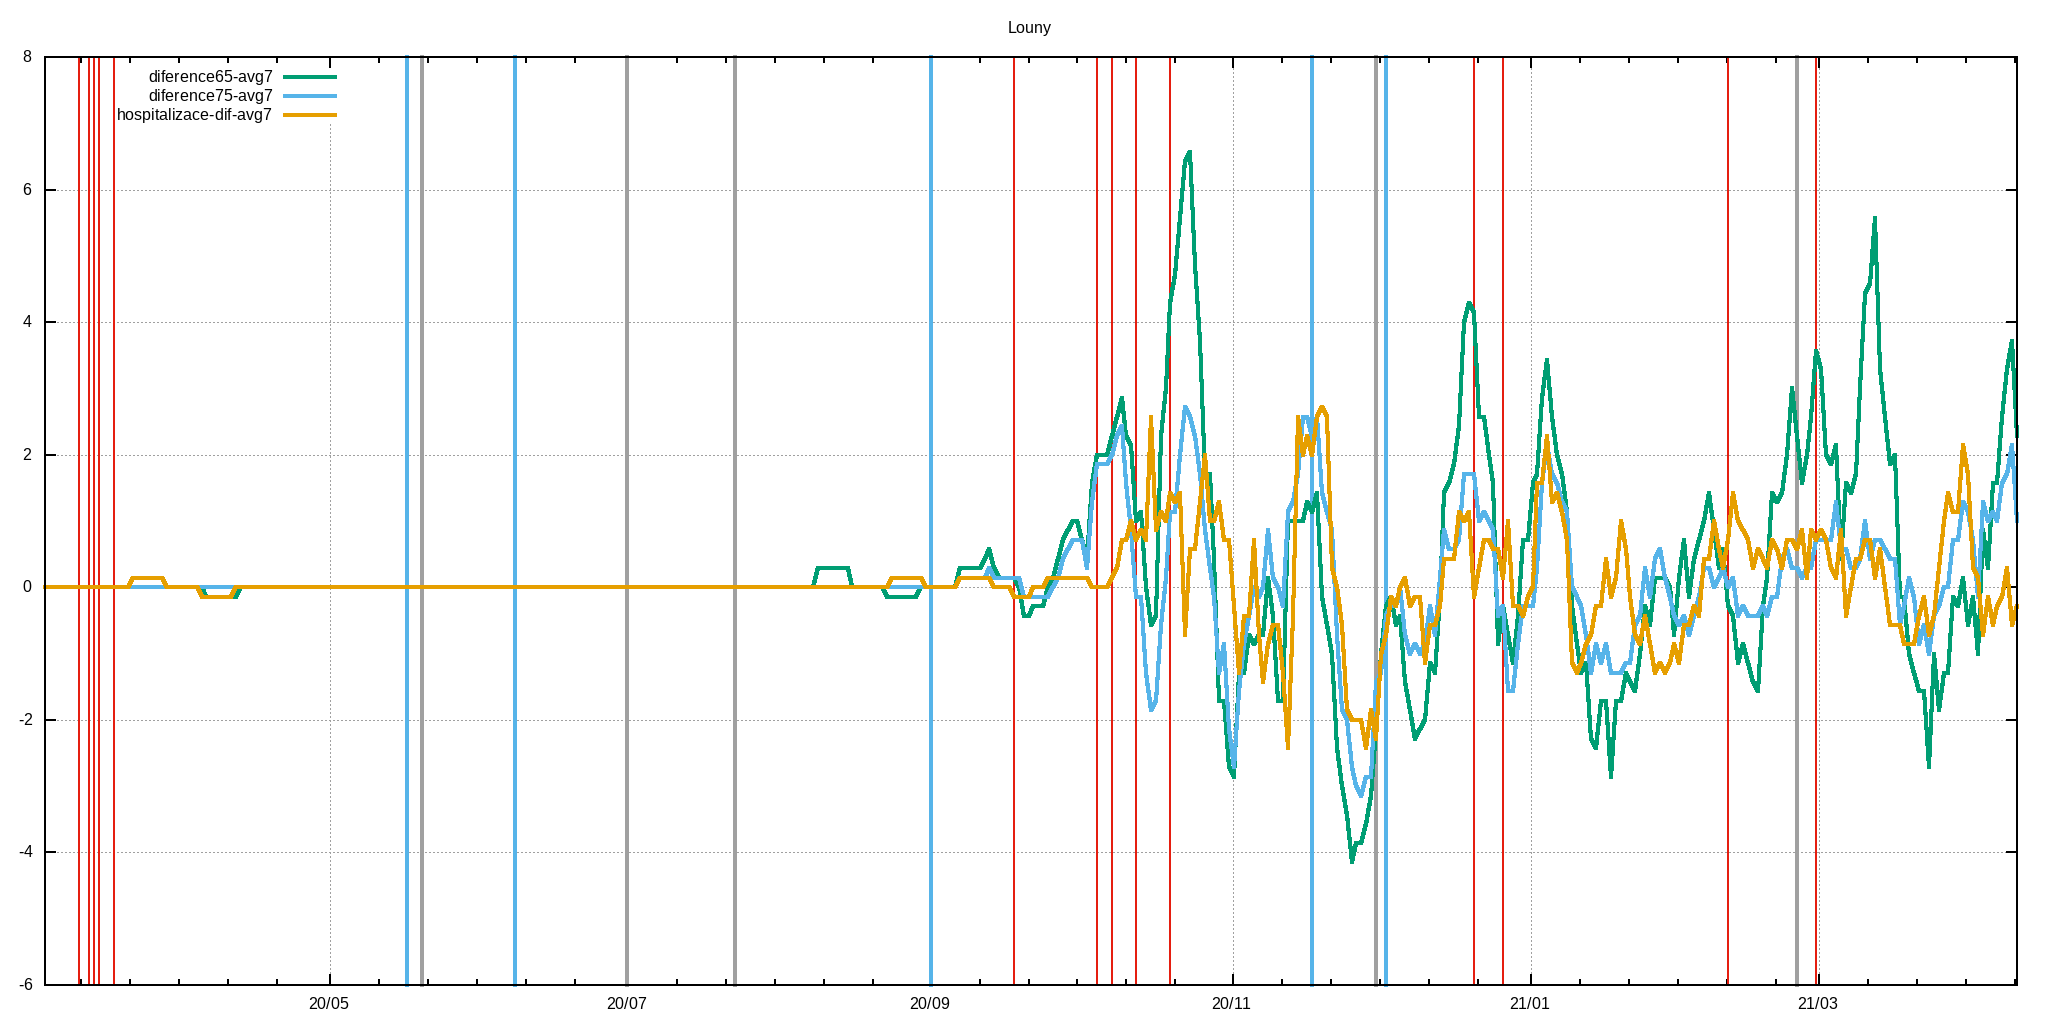 Louny
8
diference65-avg7
diference75-avg7
hospitalizace-dif-avg7
6
4
2
0
-2
-4
-6
20/05 20/07 20/09 20/11 21/01 21/03